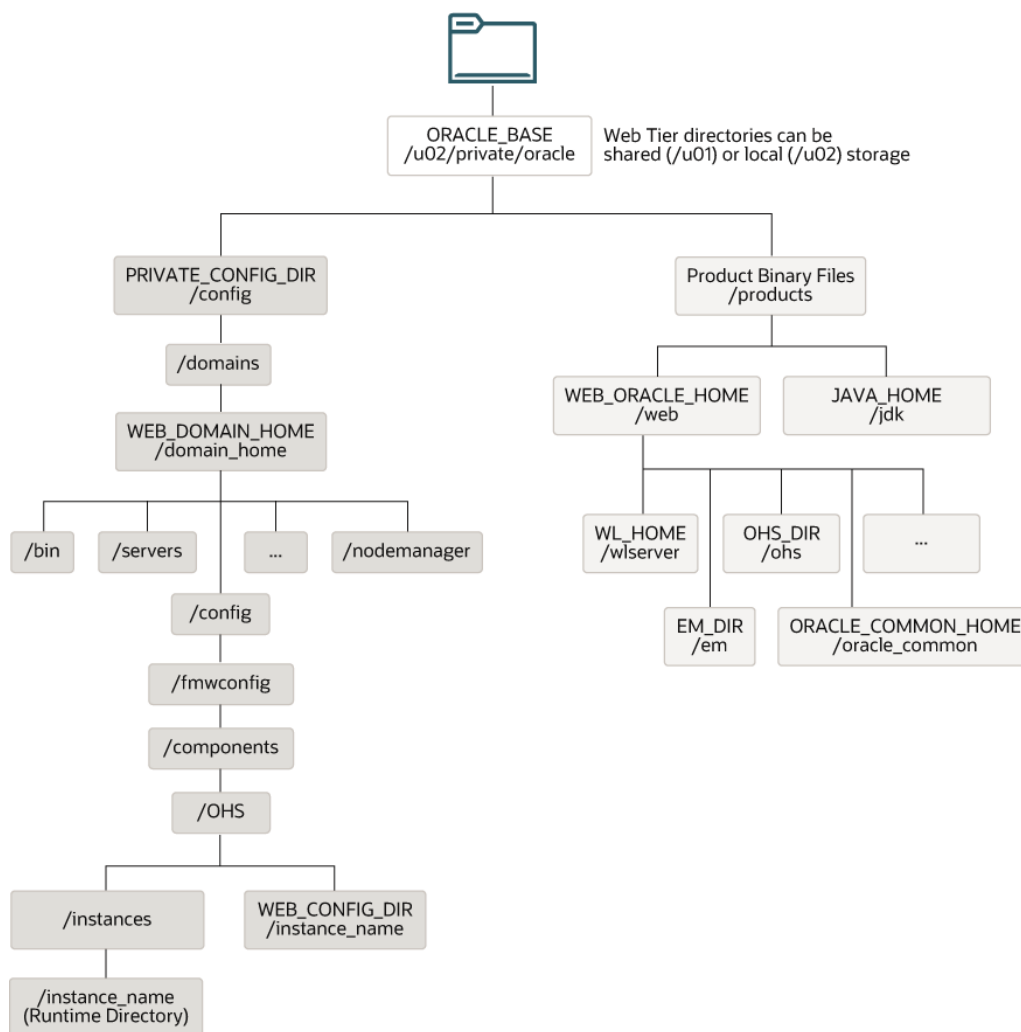 ORACLE_BASE
/u02/private/oracle
Web Tier directories can be
shared (/u01) or local (/u02) storage
PRIVATE_CONFIG_DIR
/config
Product Binary Files
/products
/domains
WEB_ORACLE_HOME
/web
JAVA_HOME
/jdk
WEB_DOMAIN_HOME
/domain_home
/bin
/servers
...
/nodemanager
WL_HOME
/wlserver
OHS_DIR
/ohs
...
/config
EM_DIR
/em
ORACLE_COMMON_HOME
/oracle_common
/fmwconfig
/components
/OHS
/instances
WEB_CONFIG_DIR
/instance_name
/instance_name
(Runtime Directory)